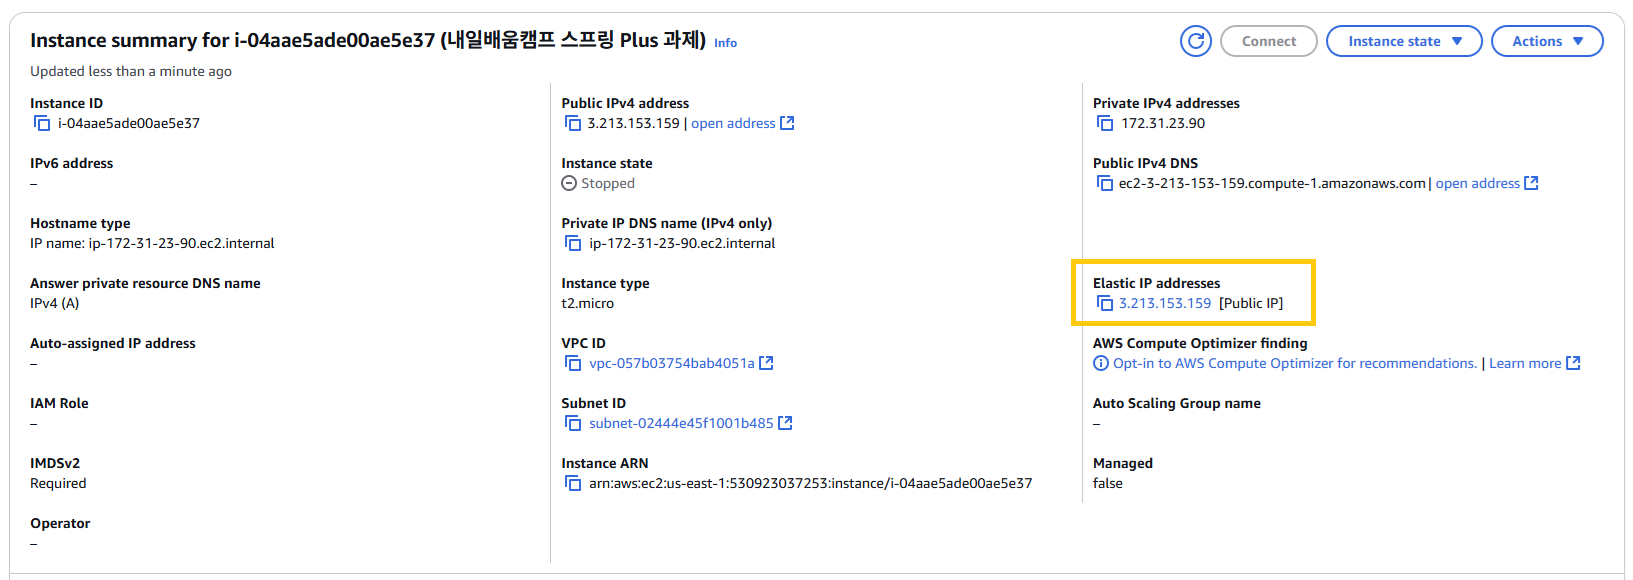 Instance summary for i-04aae5ade00ae5e37 (내일배움캠프 스프링 Plus 과제) Info
Connect
Instance state
Actions
Updated less than a minute ago
Instance ID
i-04aae5ade00ae5e37
Public IPv4 address
3.213.153.159 | open address
Private IPv4 addresses
172.31.23.90
IPv6 address
–
Instance state
Stopped
Public IPv4 DNS
ec2-3-213-153-159.compute-1.amazonaws.com | open address
Hostname type
IP name: ip-172-31-23-90.ec2.internal
Private IP DNS name (IPv4 only)
ip-172-31-23-90.ec2.internal
Answer private resource DNS name
IPv4 (A)
Instance type
t2.micro
Elastic IP addresses
3.213.153.159 [Public IP]
Auto-assigned IP address
–
VPC ID
vpc-057b03754bab4051a
AWS Compute Optimizer finding
Opt-in to AWS Compute Optimizer for recommendations. | Learn more
IAM Role
–
Subnet ID
subnet-02444e45f1001b485
Auto Scaling Group name
–
IMDSv2
Required
Instance ARN
arn:aws:ec2:us-east-1:530923037253:instance/i-04aae5ade00ae5e37
Managed
false
Operator
–